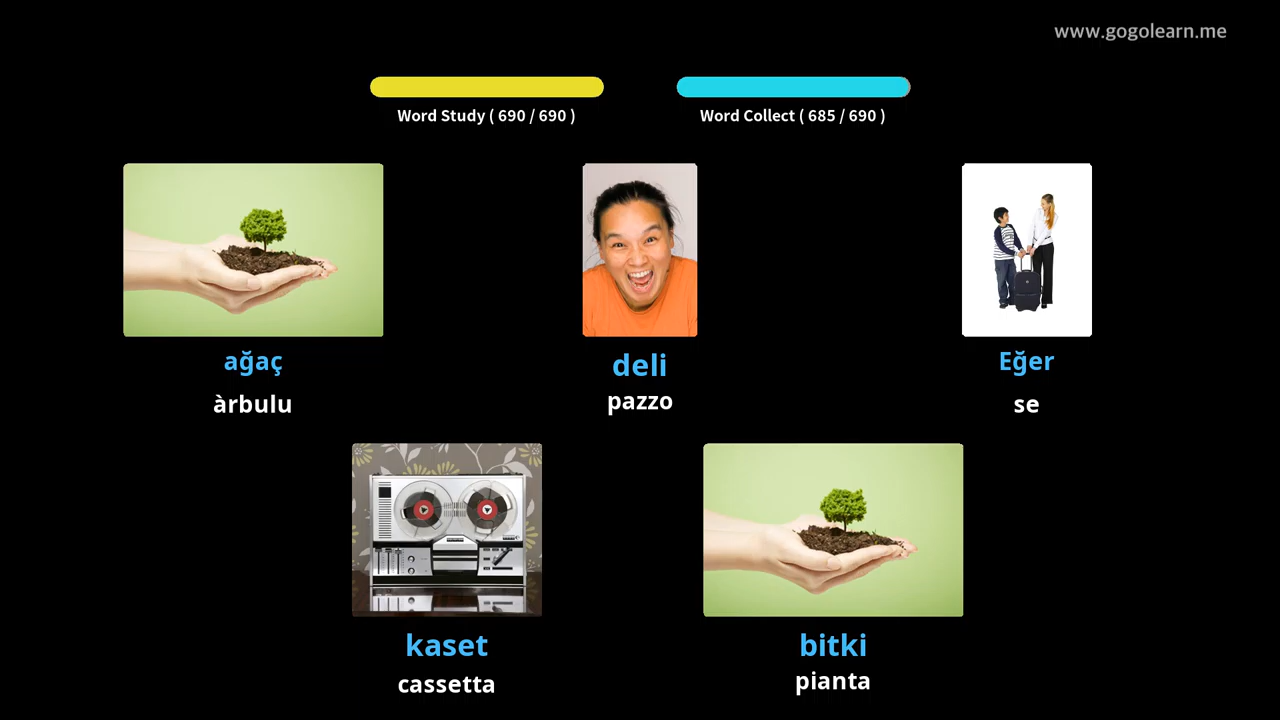 www.gogolearn.me
Word Study ( 690 / 690 )
Word Collect ( 685 / 690 )
ağaç
àrbulu
deli
pazzo
Eğer
se
kaset
cassetta
bitki
pianta